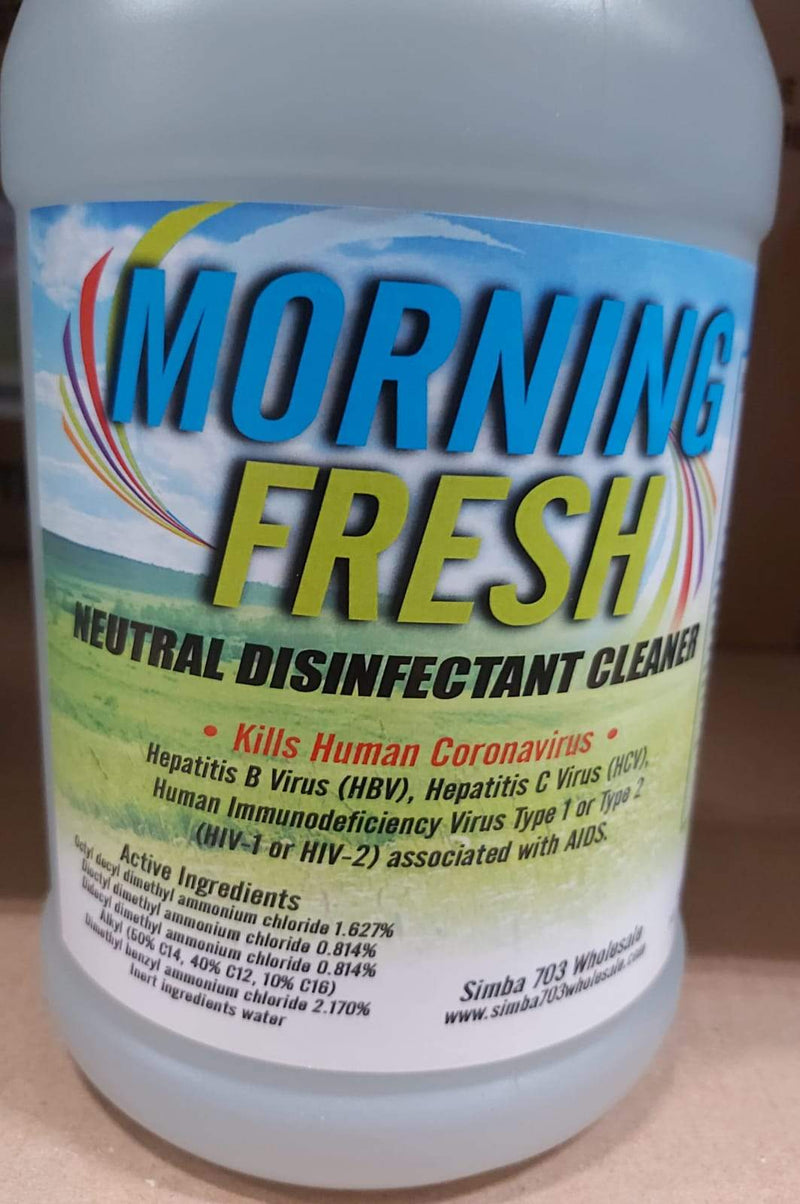 MORNING
FRESH
NEUTRAL DISINFECTANT CLEANER
• Kills Human Coronavirus •
Hepatitis B Virus (HBV), Hepatitis C Virus (HCV),
Human Immunodeficiency Virus Type 1 or Type 2
(HIV-1 or HIV-2) associated with AIDS.
Active Ingredients
Octyl decyl dimethyl ammonium chloride 1.627%
Dioctyl dimethyl ammonium chloride 0.814%
Didecyl dimethyl ammonium chloride 0.814%
Alkyl (50% C14, 40% C12, 10% C16)
Dimethyl benzyl ammonium chloride 2.170%
Inert ingredients water
Simba 703 Wholesale
www.simba703wholesale.com